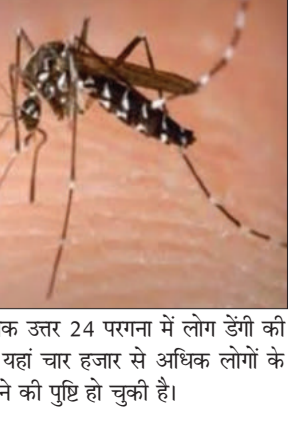 क उत्तर 24 परगना में लोग डेंगी की
यहां चार हजार से अधिक लोगों के
ने की पुष्टि हो चुकी है।